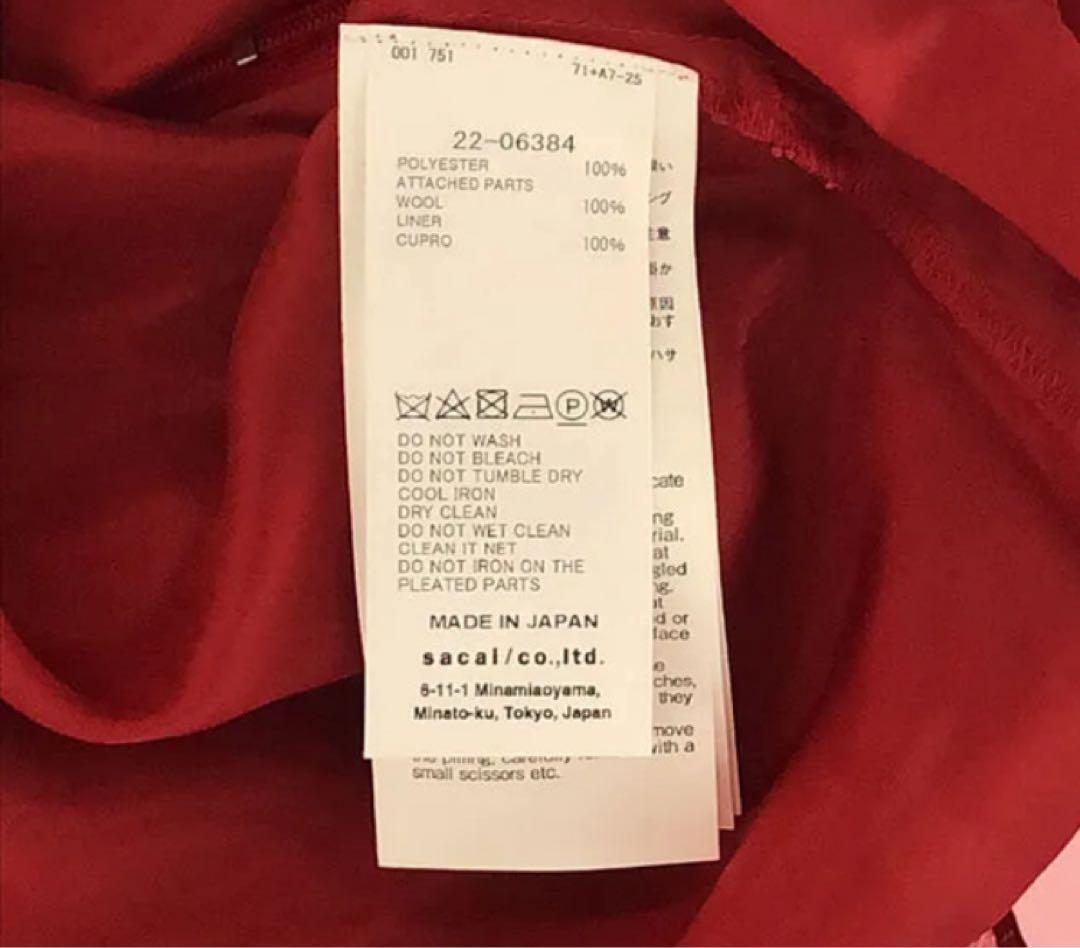 001 751
71+A7-25
22-06384
POLYESTER 100%
ATTACHED PARTS
WOOL 100%
LINER
CUPRO 100%
P W
DO NOT WASH
DO NOT BLEACH
DO NOT TUMBLE DRY
COOL IRON
DRY CLEAN
DO NOT WET CLEAN
CLEAN IT NET
DO NOT IRON ON THE
PLEATED PARTS
MADE IN JAPAN
sacai/co.,ltd.
6-11-1 Minamiaoyama,
Minato-ku, Tokyo, Japan
they
with a
small scissors etc.